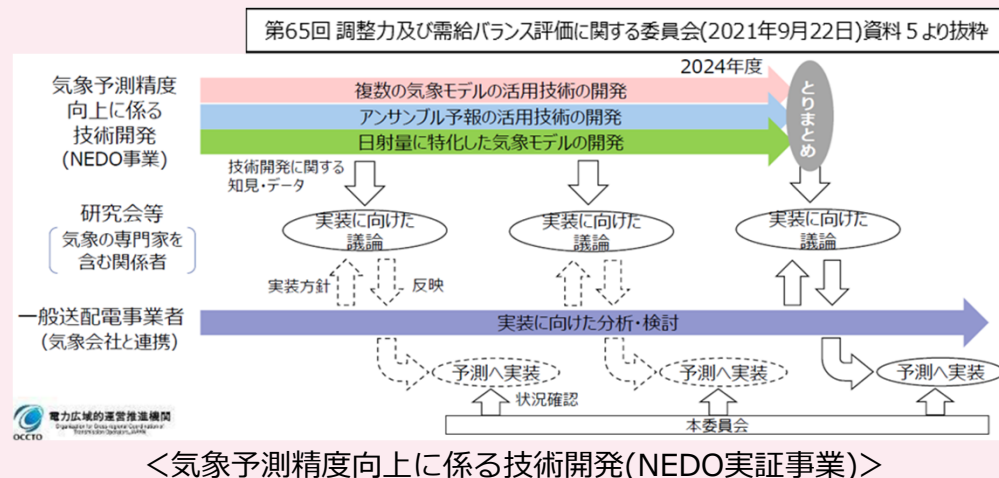 第65回 調整力及び需給バランス評価に関する委員会(2021年9月22日)資料５より抜粋
2024年度
気象予測精度
向上に係る
技術開発
(NEDO事業)
複数の気象モデルの活用技術の開発
アンサンブル予報の活用技術の開発
日射量に特化した気象モデルの開発
とりまとめ
技術開発に関する
知見・データ
研究会等
気象の専門家を
含む関係者
実装に向けた
議論
実装に向けた
議論
実装に向けた
議論
実装方針
反映
一般送配電事業者
(気象会社と連携)
実装に向けた分析・検討
予測へ実装
予測へ実装
予測へ実装
状況確認
本委員会
OCCTO
電力広域的運営推進機関
Organization for Cross-regional Coordination of
Transmission Operators, JAPAN
＜気象予測精度向上に係る技術開発(NEDO実証事業)＞